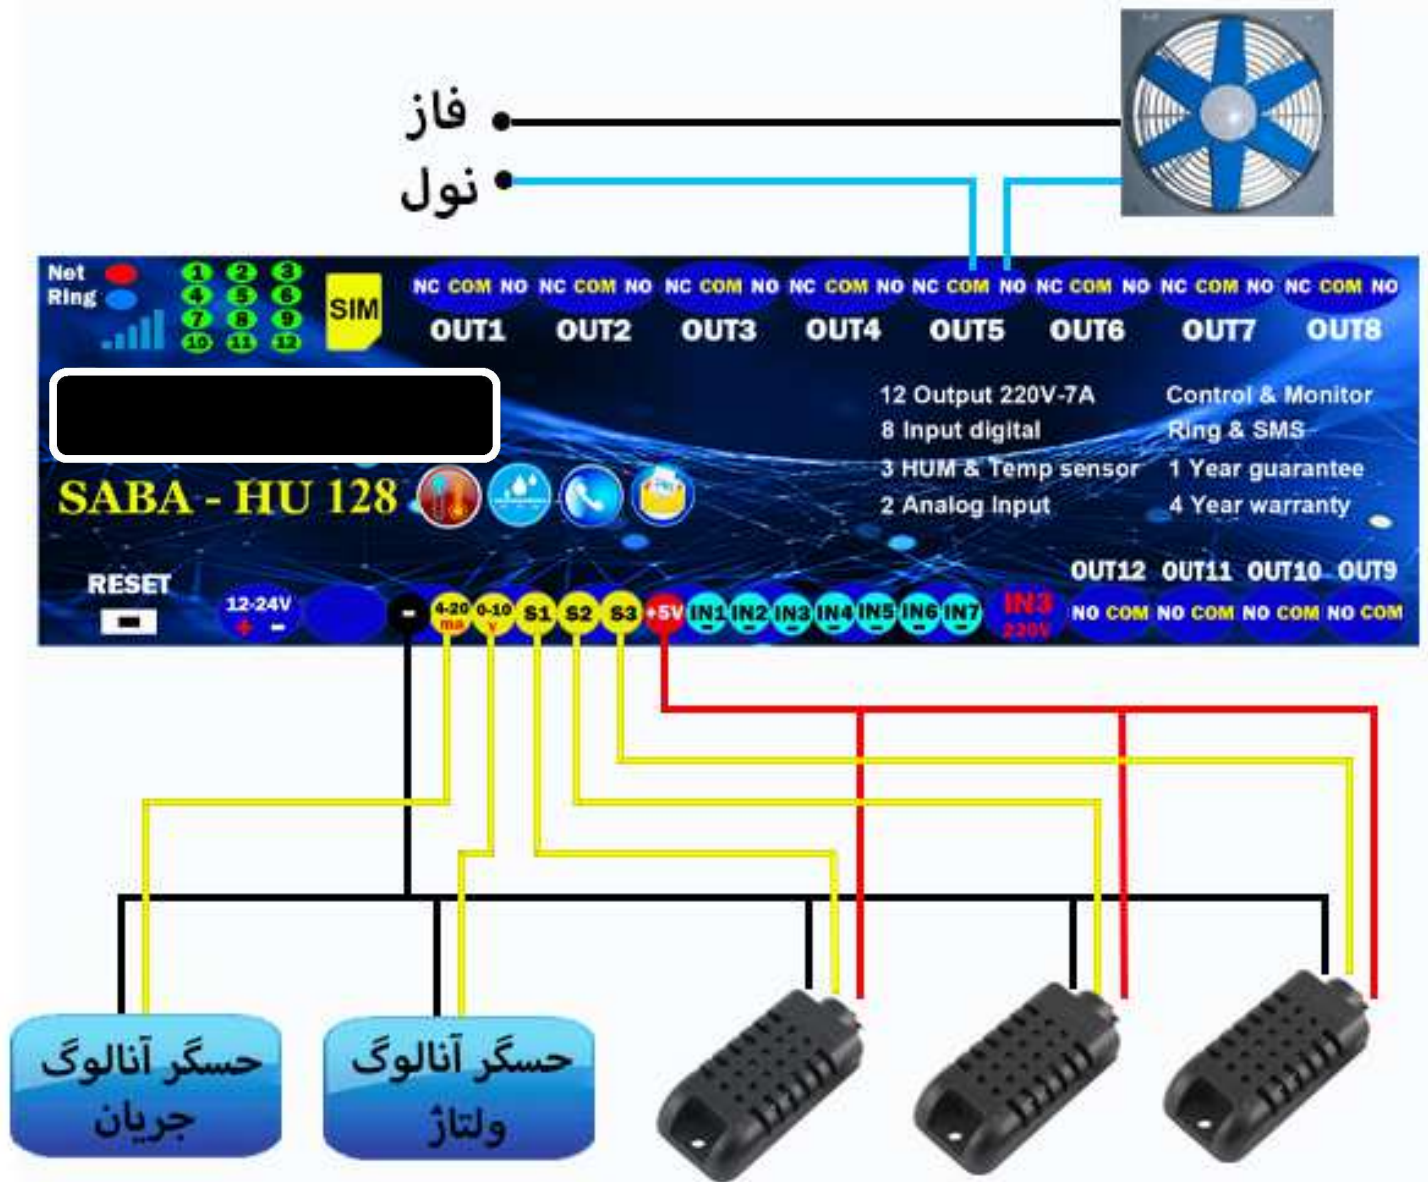 فاز
نول
Net
Ring
1 2 3
4 5 6
7 8 9
10 11 12
SIM
NC COM NO NC COM NO NC COM NO NC COM NO NC COM NO NC COM NO NC COM NO NC COM NO
OUT1 OUT2 OUT3 OUT4 OUT5 OUT6 OUT7 OUT8
12 Output 220V-7A
8 Input digital
3 HUM & Temp sensor
2 Analog Input
Control & Monitor
Ring & SMS
1 Year guarantee
4 Year warranty
SABA - HU 128
RESET
12-24V
+ -
-
4-20
ma
0-10
v
S1 S2 S3 +5V IN1 IN2 IN3 IN4 IN5 IN6 IN7
IN3
220V
OUT12 OUT11 OUT10 OUT9
NO COM NO COM NO COM NO COM
حسگر آنالوگ
جریان
حسگر آنالوگ
ولتاژ